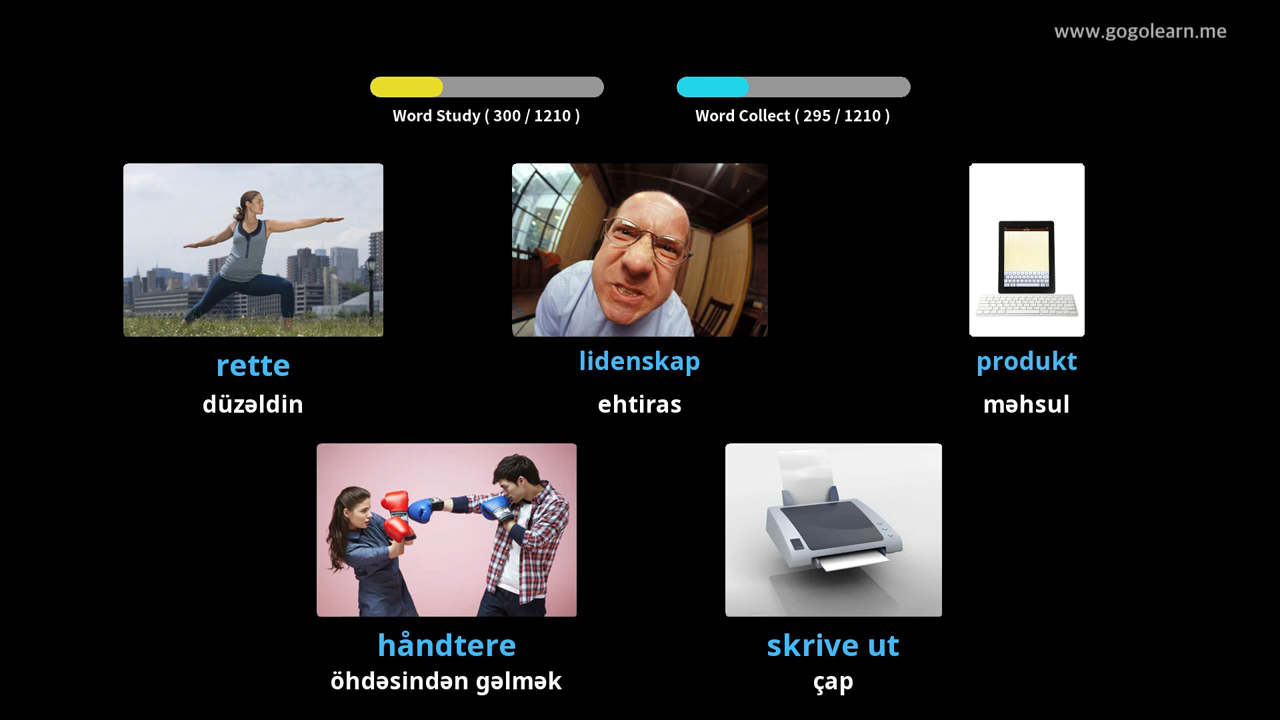 www.gogolearn.me
Word Study ( 300 / 1210 )
Word Collect ( 295 / 1210 )
rette
lidenskap
produkt
düzəldin
ehtiras
məhsul
håndtere
skrive ut
öhdəsindən gəlmək
çap